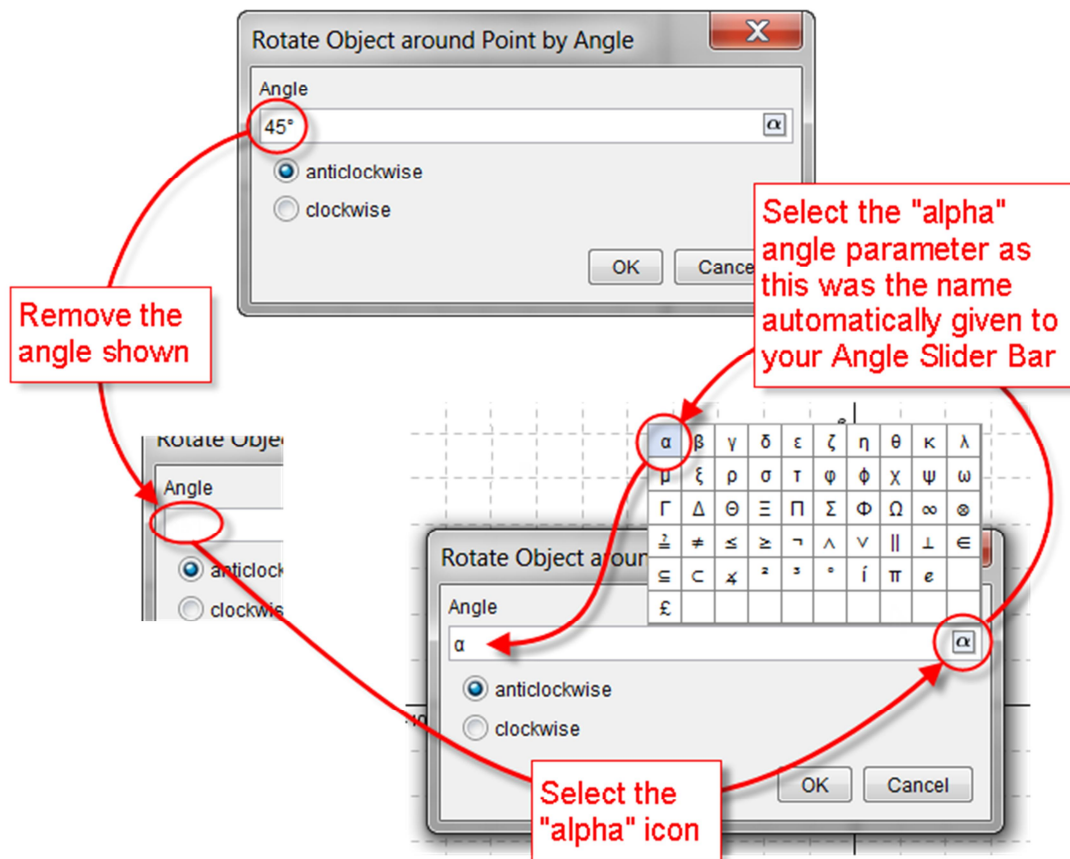 Rotate Object around Point by Angle
X
Angle
45°
α
anticlockwise
clockwise
OK
Cance
Select the "alpha"
angle parameter as
this was the name
automatically given to
your Angle Slider Bar
Remove the
angle shown
Rotate Objec
Angle
anticlock
clockwis
α β γ δ ε ζ η θ κ λ
μ ξ ρ σ τ φ ϕ χ ψ ω
Γ Δ Θ Ξ Π Σ Φ Ω ∞ ⊗
≟ ≠ ≤ ≥ ¬ ∧ ∨ ∥ ⊥ ∈
⊆ ⊂ ∡ ² ³ ° í π ℯ
£
Rotate Object aroun
Angle
α
α
anticlockwise
clockwise
OK
Cancel
Select the
"alpha" icon